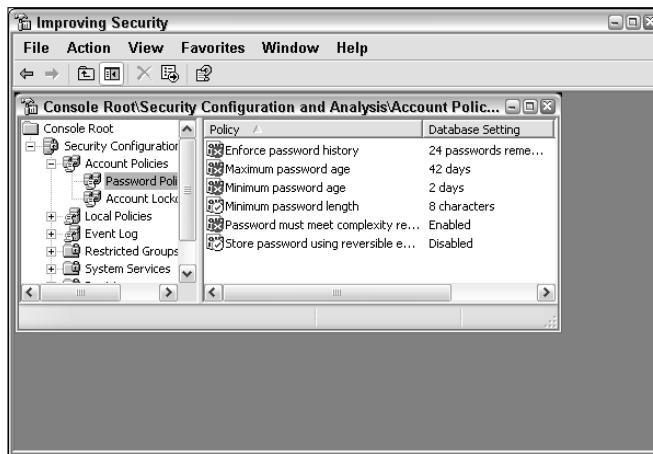 Improving Security
File Action View Favorites Window Help
Console Root\Security Configuration and Analysis\Account Polic...
Console Root
Security Configuration
Account Policies
Password Poli
Account Locko
Local Policies
Event Log
Restricted Groups
System Services
Policy Database Setting
Enforce password history 24 passwords reme...
Maximum password age 42 days
Minimum password age 2 days
Minimum password length 8 characters
Password must meet complexity re... Enabled
Store password using reversible e... Disabled